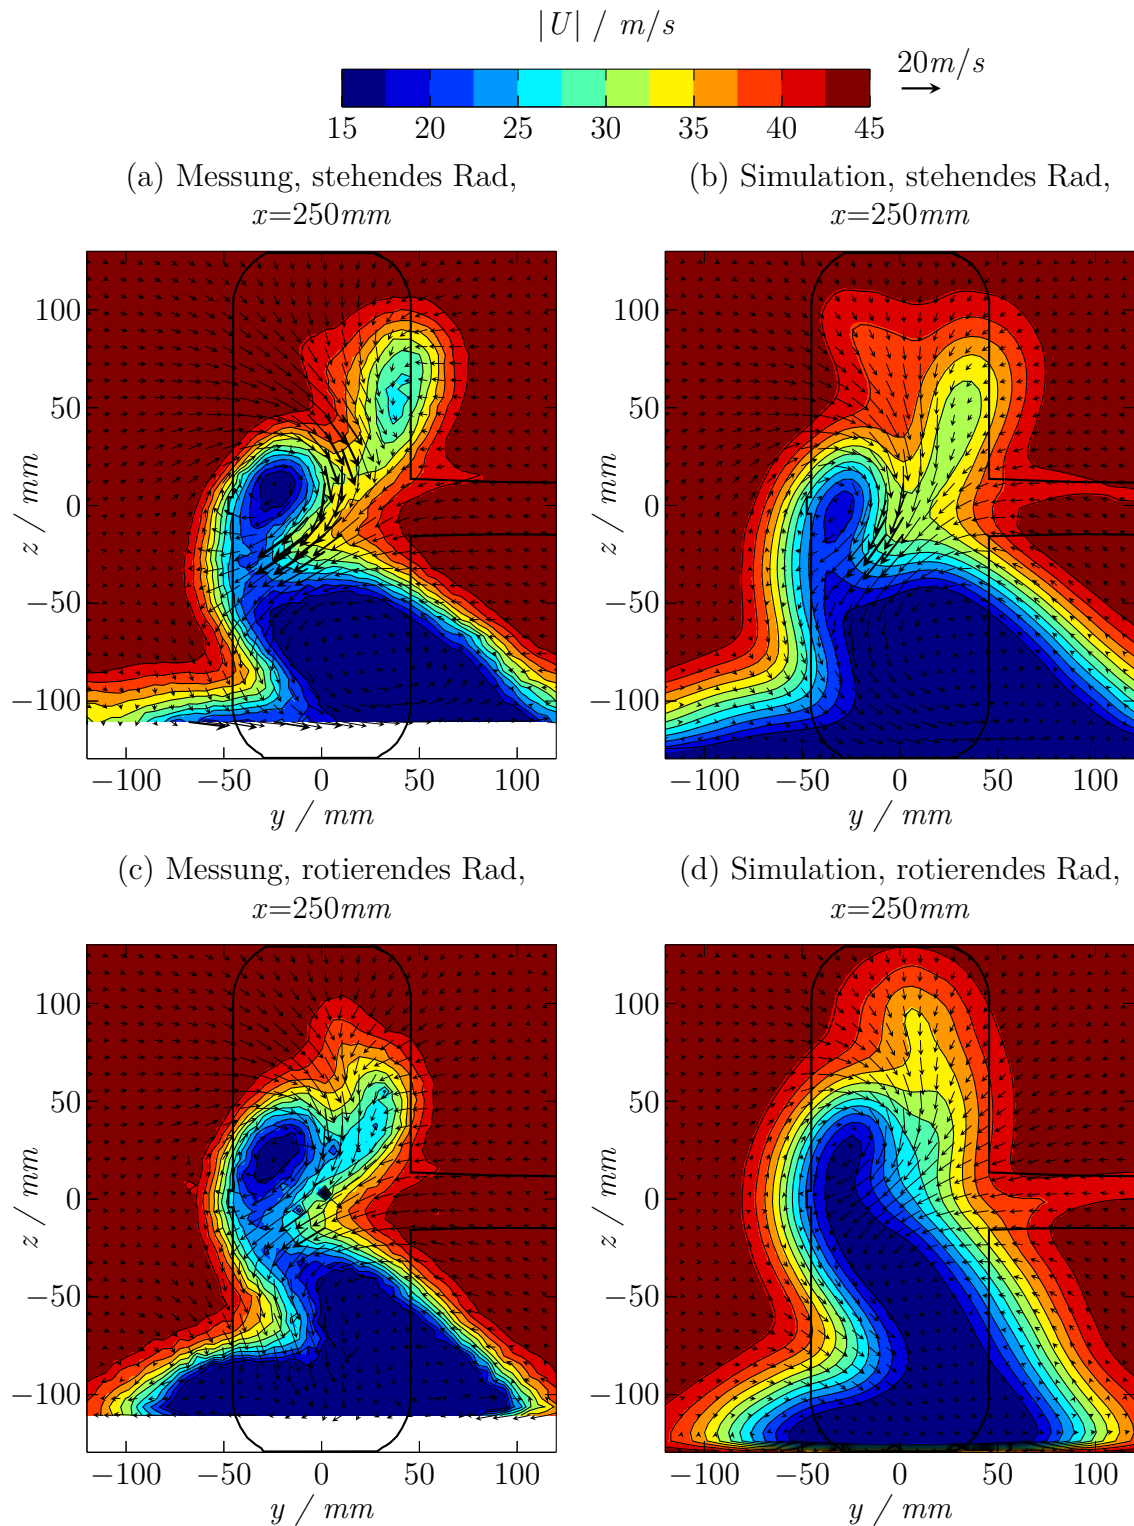 |U| / m/s
20m/s
15 20 25 30 35 40 45
(a) Messung, stehendes Rad,
x=250mm
(b) Simulation, stehendes Rad,
x=250mm
100
50
0
−50
−100
z / mm
−100 −50 0 50 100
y / mm
100
50
0
−50
−100
z / mm
−100 −50 0 50 100
y / mm
(c) Messung, rotierendes Rad,
x=250mm
(d) Simulation, rotierendes Rad,
x=250mm
100
50
0
−50
−100
z / mm
−100 −50 0 50 100
y / mm
100
50
0
−50
−100
z / mm
−100 −50 0 50 100
y / mm